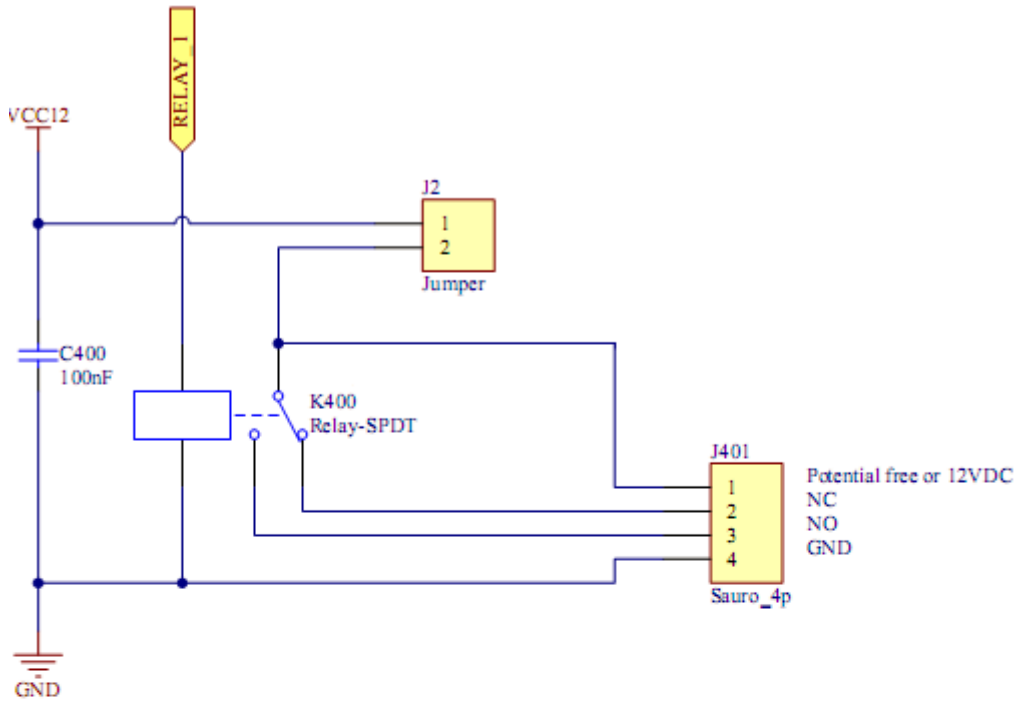 RELAY_1
VCC12
J2
1
2
Jumper
C400
100nF
K400
Relay-SPDT
J401
1
2
3
4
Potential free or 12VDC
NC
NO
GND
Sauro_4p
GND